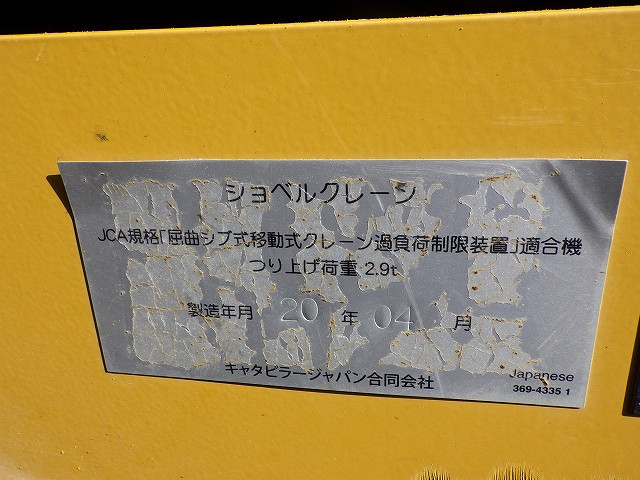 ショベルクレーン
JCA規格「屈曲ジブ式移動式クレーン過負荷制限装置」適合機
つり上げ荷重 2.9t
製造年月 20 年 04 月
キャタピラージャパン合同会社
Japanese
369-4335 1